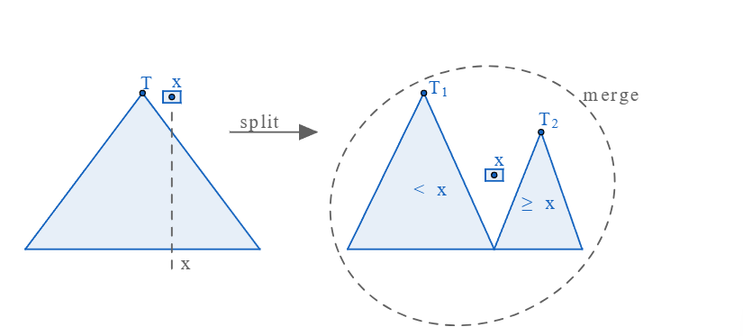 T x
split
x
T₁
merge
T₂
x
< x
≥ x